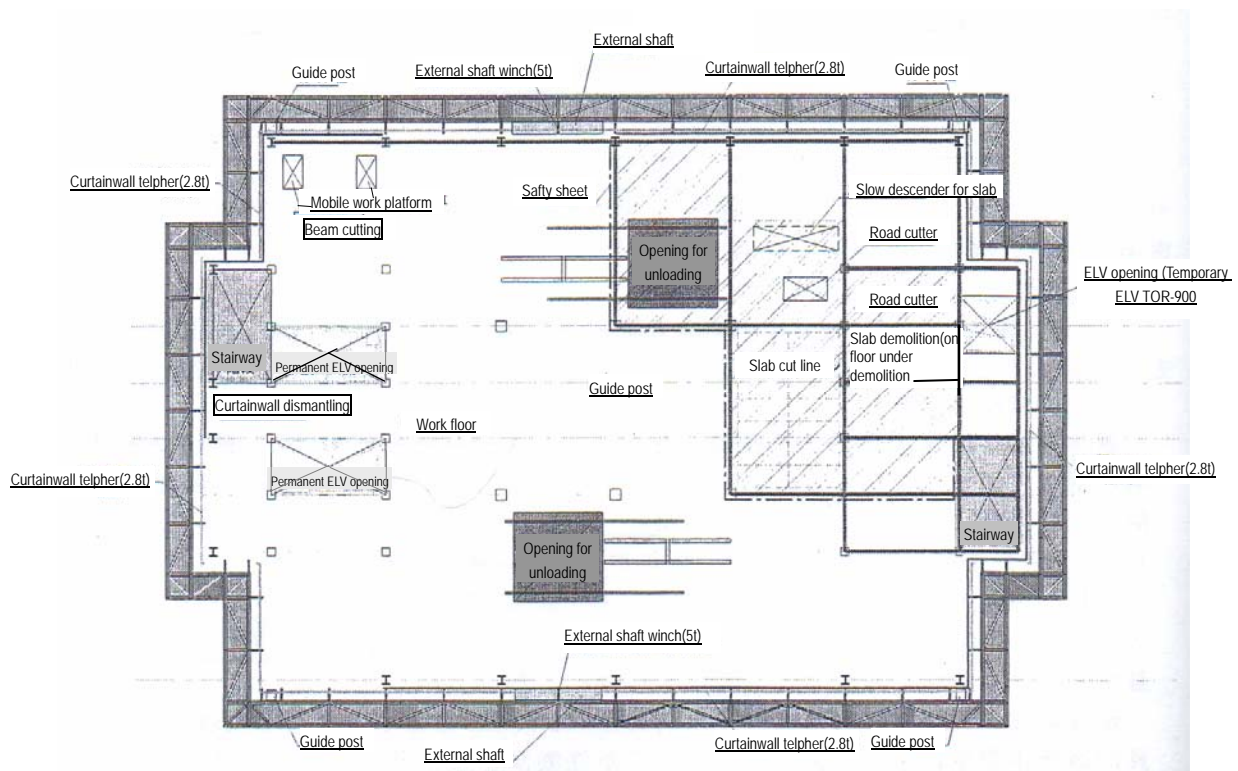 External shaft
Guide post
External shaft winch(5t)
Curtainwall telpher(2.8t)
Guide post
Curtainwall telpher(2.8t)
Safty sheet
Slow descender for slab
Mobile work platform
Beam cutting
Road cutter
Opening for
unloading
ELV opening (Temporary
ELV TOR-900
Road cutter
Stairway
Permanent ELV opening
Slab cut line
Slab demolition(on
floor under
demolition
Guide post
Curtainwall dismantling
Work floor
Curtainwall telpher(2.8t)
Permanent ELV opening
Curtainwall telpher(2.8t)
Stairway
Opening for
unloading
External shaft winch(5t)
Guide post
External shaft
Curtainwall telpher(2.8t)
Guide post